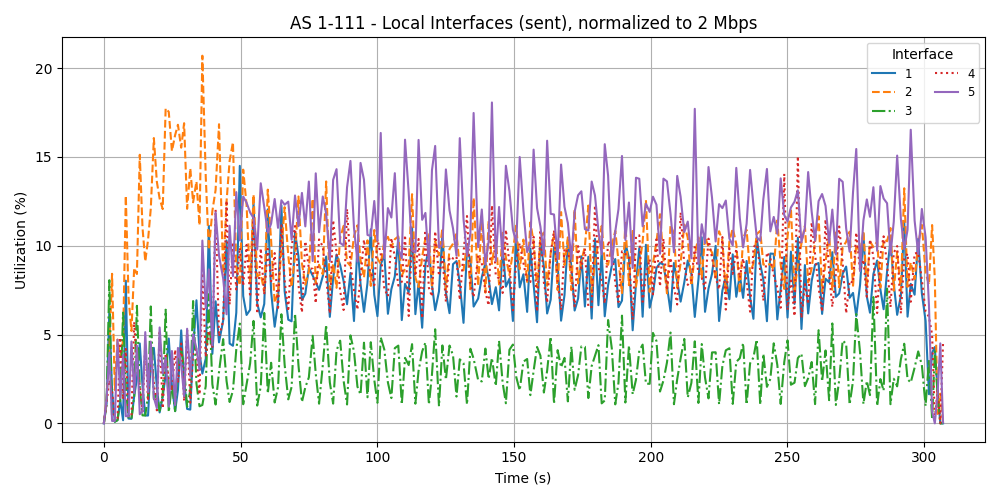 AS 1-111 - Local Interfaces (sent), normalized to 2 Mbps
Utilization (%)
20
15
10
5
0
0 50 100 150 200 250 300
Time (s)
Interface
1 4
2 5
3